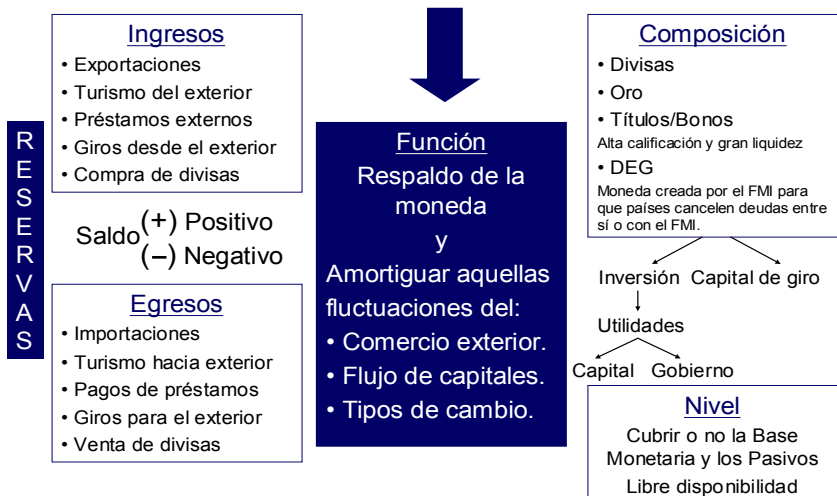 RESERVAS
Ingresos
• Exportaciones
• Turismo del exterior
• Préstamos externos
• Giros desde el exterior
• Compra de divisas
Saldo (+) Positivo
(−) Negativo
Egresos
• Importaciones
• Turismo hacia exterior
• Pagos de préstamos
• Giros para el exterior
• Venta de divisas
Función
Respaldo de la
moneda
y
Amortiguar aquellas
fluctuaciones del:
• Comercio exterior.
• Flujo de capitales.
• Tipos de cambio.
Composición
• Divisas
• Oro
• Títulos/Bonos
Alta calificación y gran liquidez
• DEG
Moneda creada por el FMI para
que países cancelen deudas entre
sí o con el FMI.
Inversión Capital de giro
Utilidades
Capital Gobierno
Nivel
Cubrir o no la Base
Monetaria y los Pasivos
Libre disponibilidad